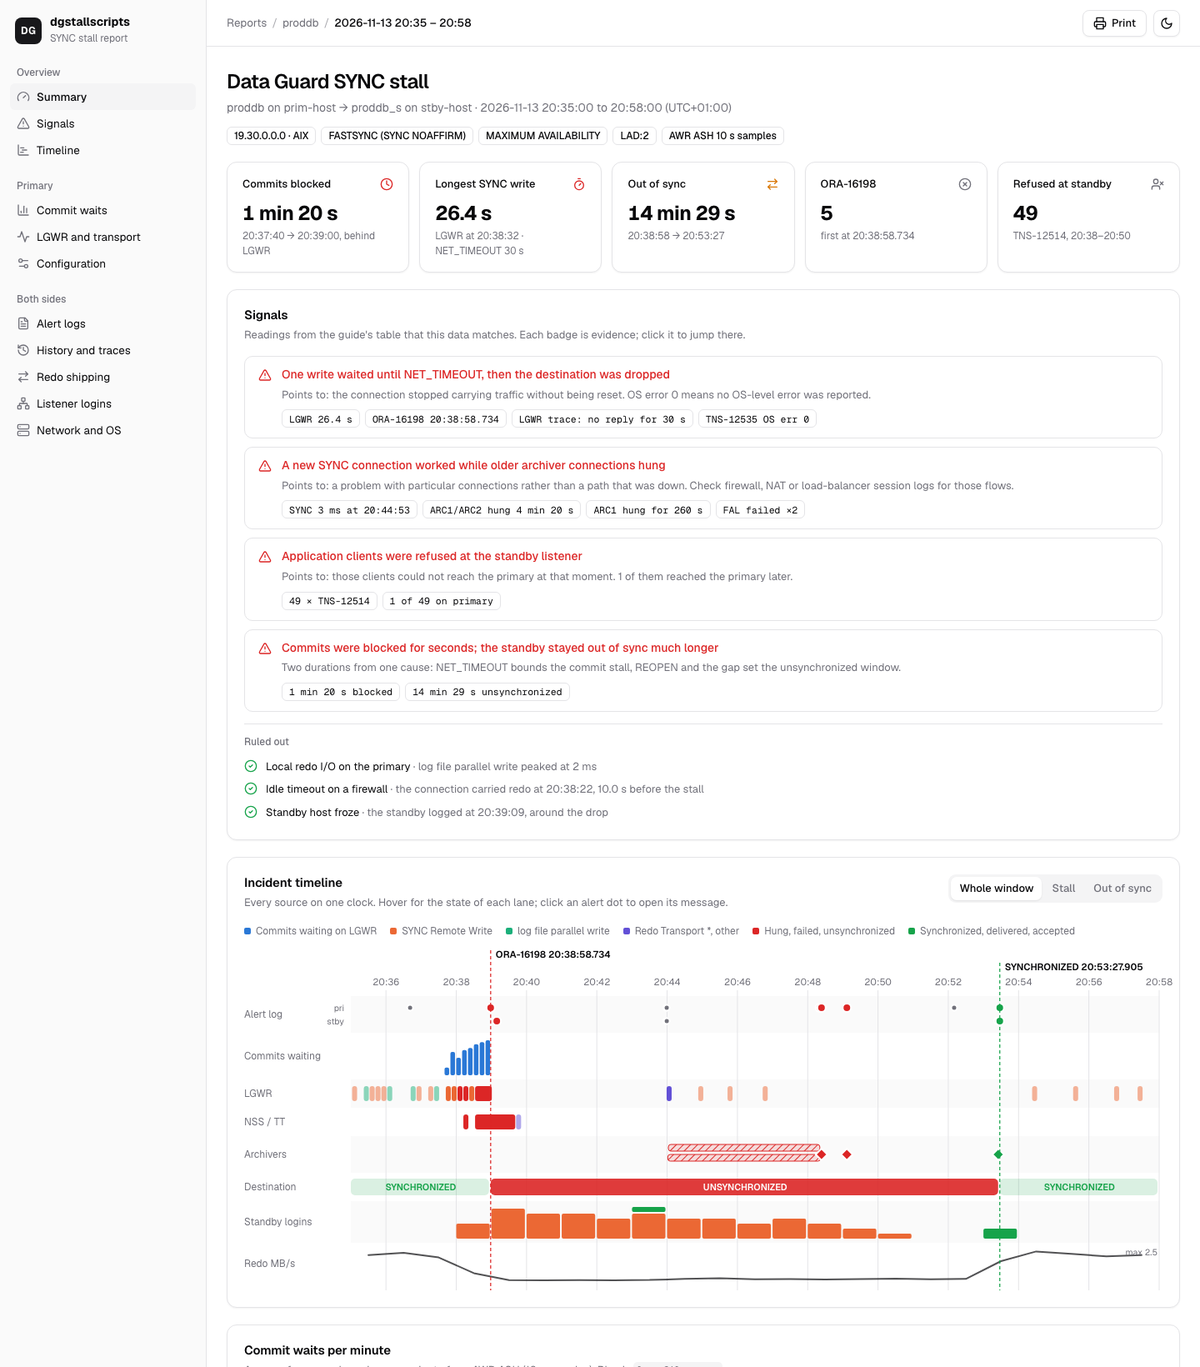 DG
dgstallscripts
SYNC stall report
Overview
Summary
Signals
Timeline
Primary
Commit waits
LGWR and transport
Configuration
Both sides
Alert logs
History and traces
Redo shipping
Listener logins
Network and OS
Reports / proddb / 2026-11-13 20:35 – 20:58
Print
Data Guard SYNC stall
proddb on prim-host → proddb_s on stby-host · 2026-11-13 20:35:00 to 20:58:00 (UTC+01:00)
19.30.0.0.0 · AIX
FASTSYNC (SYNC NOAFFIRM)
MAXIMUM AVAILABILITY
LAD:2
AWR ASH 10 s samples
Commits blocked
1 min 20 s
20:37:40 → 20:39:00, behind
LGWR
Longest SYNC write
26.4 s
LGWR at 20:38:32 ·
NET_TIMEOUT 30 s
Out of sync
14 min 29 s
20:38:58 → 20:53:27
ORA-16198
5
first at 20:38:58.734
Refused at standby
49
TNS-12514, 20:38–20:50
Signals
Readings from the guide's table that this data matches. Each badge is evidence; click it to jump there.
One write waited until NET_TIMEOUT, then the destination was dropped
Points to: the connection stopped carrying traffic without being reset. OS error 0 means no OS-level error was reported.
LGWR 26.4 s
ORA-16198 20:38:58.734
LGWR trace: no reply for 30 s
TNS-12535 OS err 0
A new SYNC connection worked while older archiver connections hung
Points to: a problem with particular connections rather than a path that was down. Check firewall, NAT or load-balancer session logs for those flows.
SYNC 3 ms at 20:44:53
ARC1/ARC2 hung 4 min 20 s
ARC1 hung for 260 s
FAL failed ×2
Application clients were refused at the standby listener
Points to: those clients could not reach the primary at that moment. 1 of them reached the primary later.
49 × TNS-12514
1 of 49 on primary
Commits were blocked for seconds; the standby stayed out of sync much longer
Two durations from one cause: NET_TIMEOUT bounds the commit stall, REOPEN and the gap set the unsynchronized window.
1 min 20 s blocked
14 min 29 s unsynchronized
Ruled out
Local redo I/O on the primary · log file parallel write peaked at 2 ms
Idle timeout on a firewall · the connection carried redo at 20:38:22, 10.0 s before the stall
Standby host froze · the standby logged at 20:39:09, around the drop
Incident timeline
Every source on one clock. Hover for the state of each lane; click an alert dot to open its message.
Whole window
Stall
Out of sync
Commits waiting on LGWR
SYNC Remote Write
log file parallel write
Redo Transport *, other
Hung, failed, unsynchronized
Synchronized, delivered, accepted
ORA-16198 20:38:58.734
SYNCHRONIZED 20:53:27.905
20:36 20:38 20:40 20:42 20:44 20:46 20:48 20:50 20:52 20:54 20:56 20:58
Alert log
pri
stby
Commits waiting
LGWR
NSS / TT
Archivers
Destination
SYNCHRONIZED
UNSYNCHRONIZED
SYNCHRONIZED
Standby logins
Redo MB/s
max 2.5
Commit waits per minute